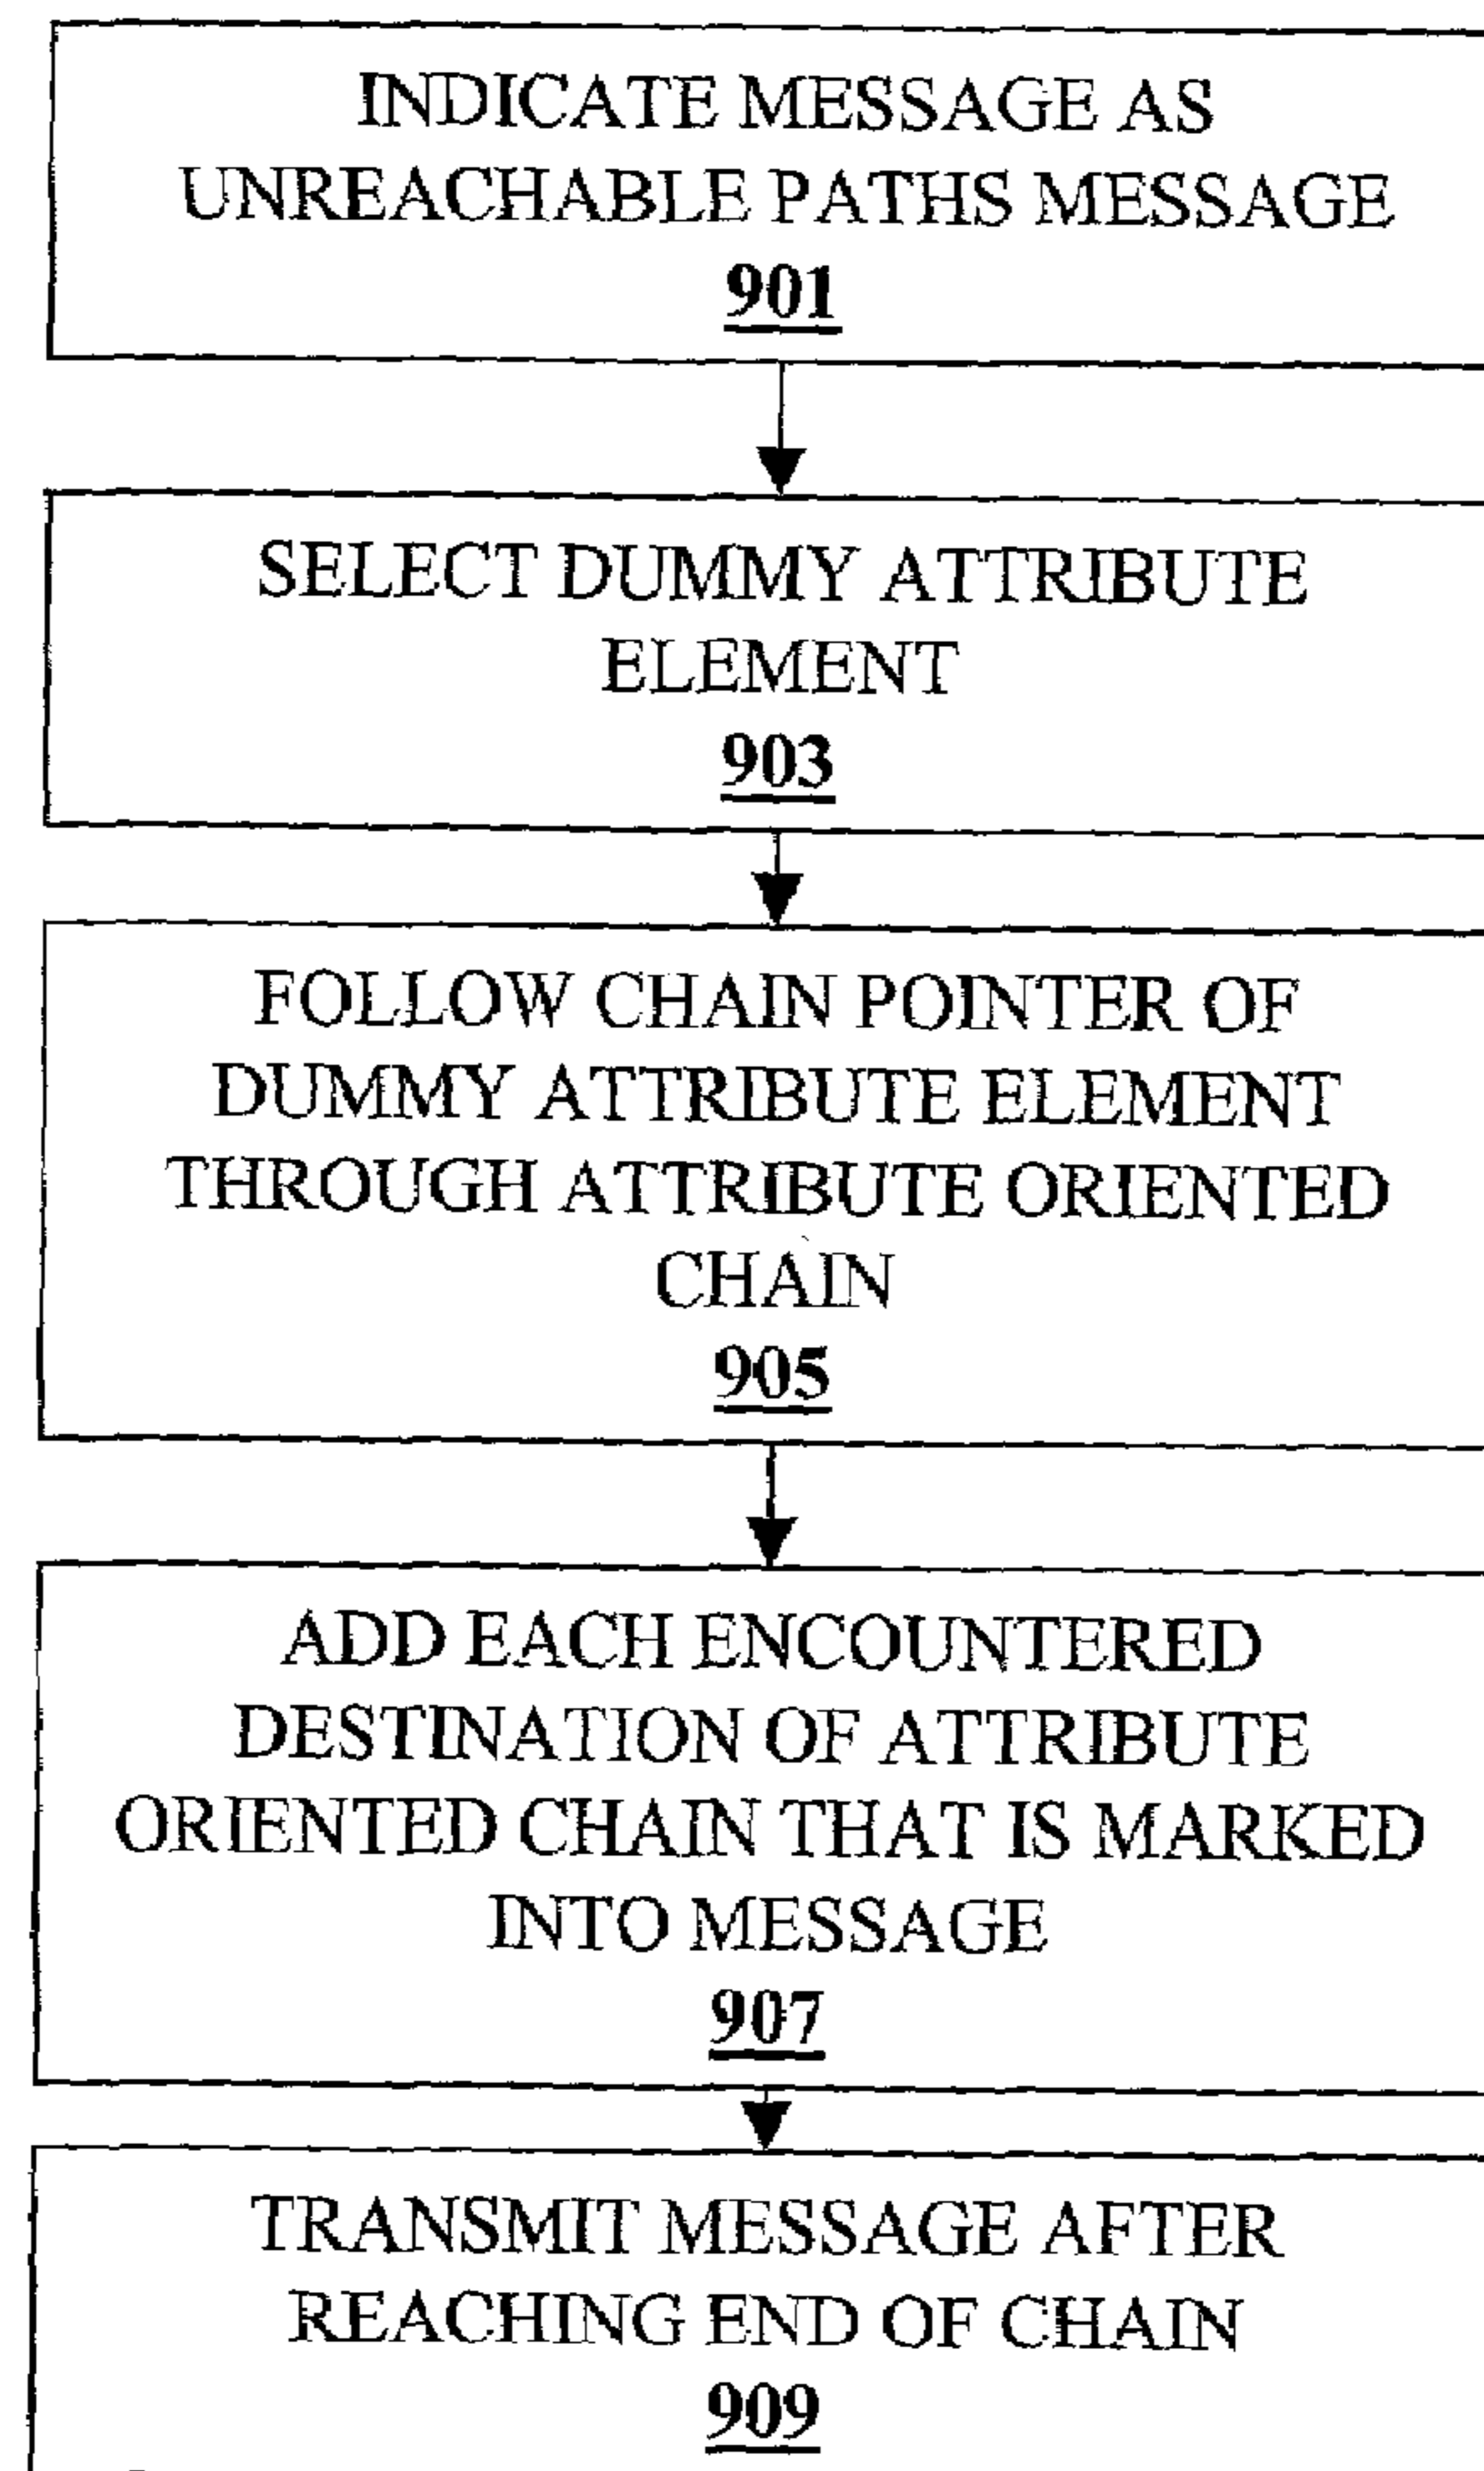 INDICATE MESSAGE AS
UNREACHABLE PATHS MESSAGE
901
SELECT DUMMY ATTRIBUTE
ELEMENT
903
FOLLOW CHAIN POINTER OF
DUMMY ATTRIBUTE ELEMENT
THROUGH ATTRIBUTE ORIENTED
CHAIN
905
ADD EACH ENCOUNTERED
DESTINATION OF ATTRIBUTE
ORIENTED CHAIN THAT IS MARKED
INTO MESSAGE
907
TRANSMIT MESSAGE AFTER
REACHING END OF CHAIN
909